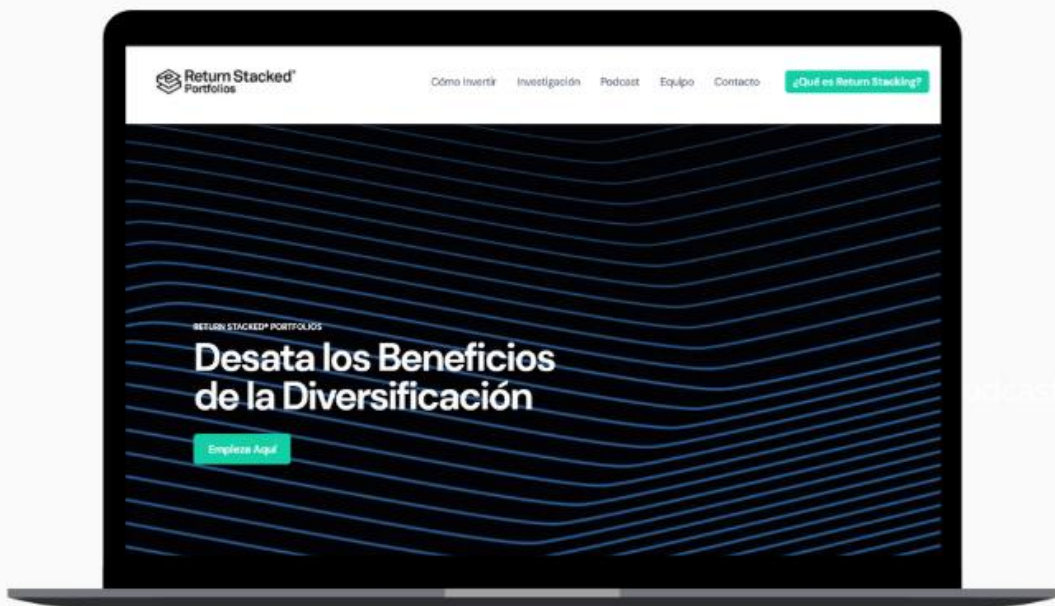 Return Stacked®
Portfolios
Cómo Invertir
Investigación
Podcast
Equipo
Contacto
¿Qué es Return Stacking?
RETURN STACKED® PORTFOLIOS
Desata los Beneficios
de la Diversificación
Empieza Aquí